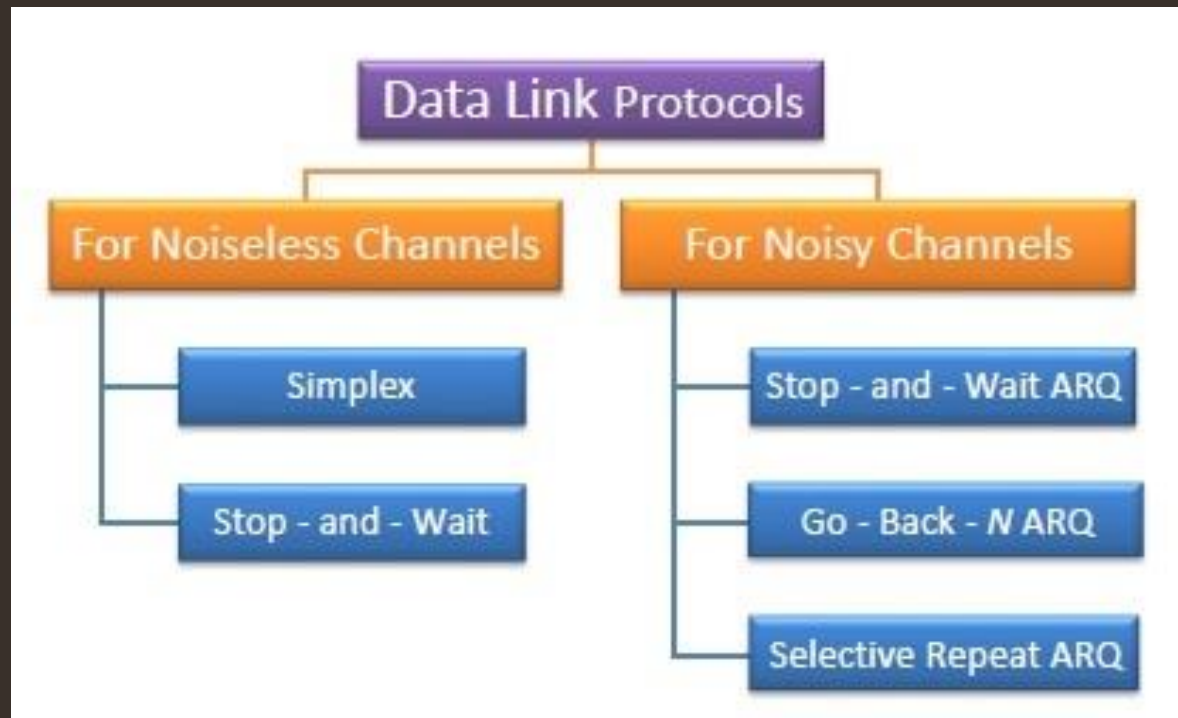 Data Link Protocols
For Noiseless Channels
Simplex
Stop - and - Wait
For Noisy Channels
Stop - and - Wait ARQ
Go - Back - N ARQ
Selective Repeat ARQ